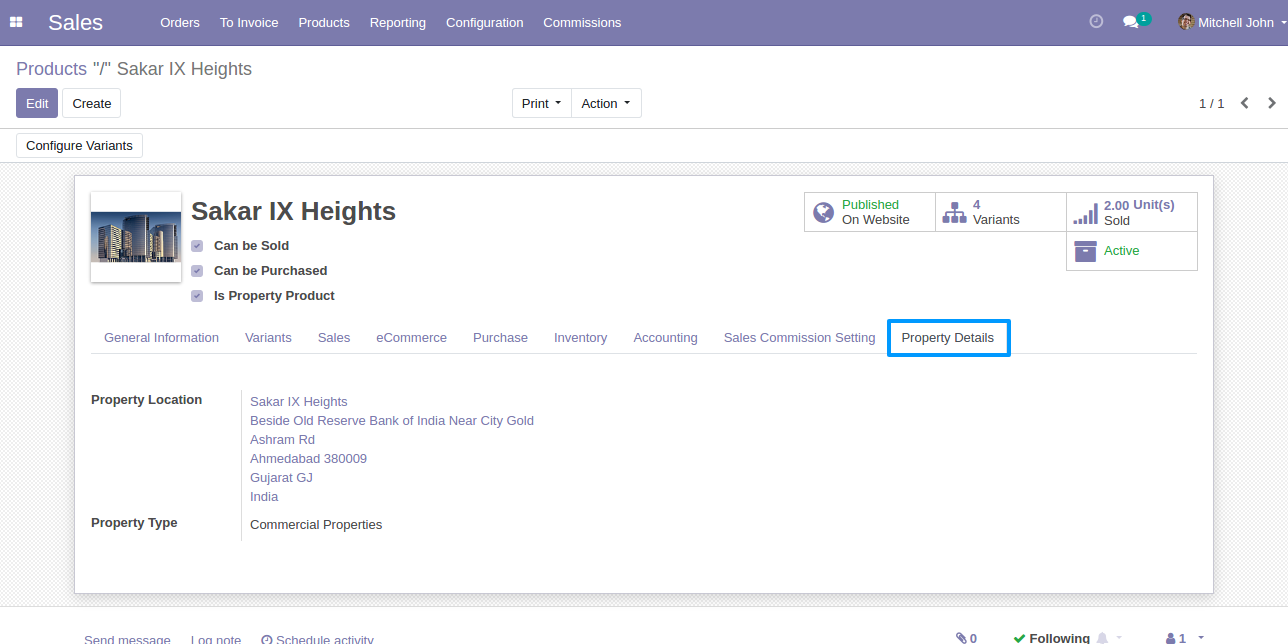 Sales Orders To Invoice Products Reporting Configuration Commissions 1 Mitchell John
Products "/" Sakar IX Heights
Edit Create Print Action 1 / 1
Configure Variants
Sakar IX Heights
Can be Sold
Can be Purchased
Is Property Product
Published
On Website
4
Variants
2.00 Unit(s)
Sold
Active
General Information Variants Sales eCommerce Purchase Inventory Accounting Sales Commission Setting Property Details
Property Location
Sakar IX Heights
Beside Old Reserve Bank of India Near City Gold
Ashram Rd
Ahmedabad 380009
Gujarat GJ
India
Property Type Commercial Properties
Send message Log note Schedule activity 0 Following 1